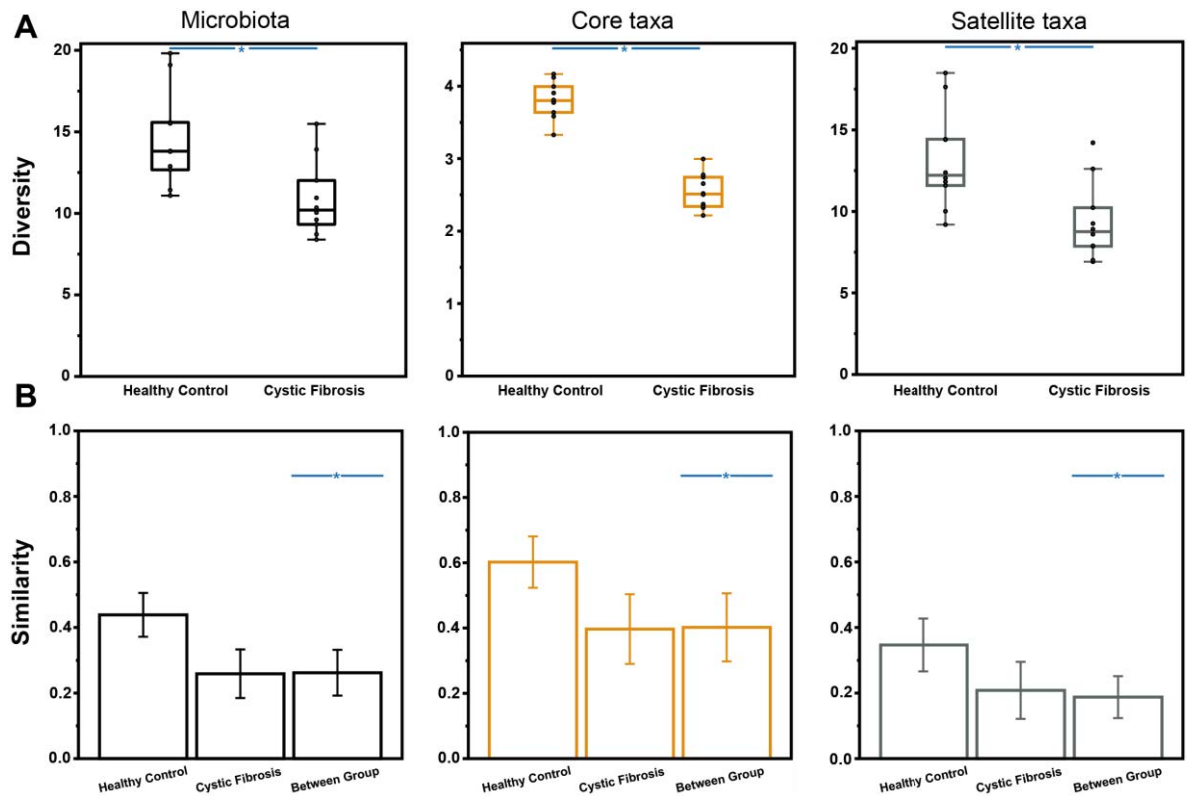 A
Microbiota
Core taxa
Satellite taxa
Diversity
20
15
10
5
0
*
Healthy Control
Cystic Fibrosis
4
3
2
1
0
*
Healthy Control
Cystic Fibrosis
20
15
10
5
0
*
Healthy Control
Cystic Fibrosis
B
Similarity
1.0
0.8
0.6
0.4
0.2
0.0
*
Healthy Control
Cystic Fibrosis
Between Group
1.0
0.8
0.6
0.4
0.2
0.0
*
Healthy Control
Cystic Fibrosis
Between Group
1.0
0.8
0.6
0.4
0.2
0.0
*
Healthy Control
Cystic Fibrosis
Between Group